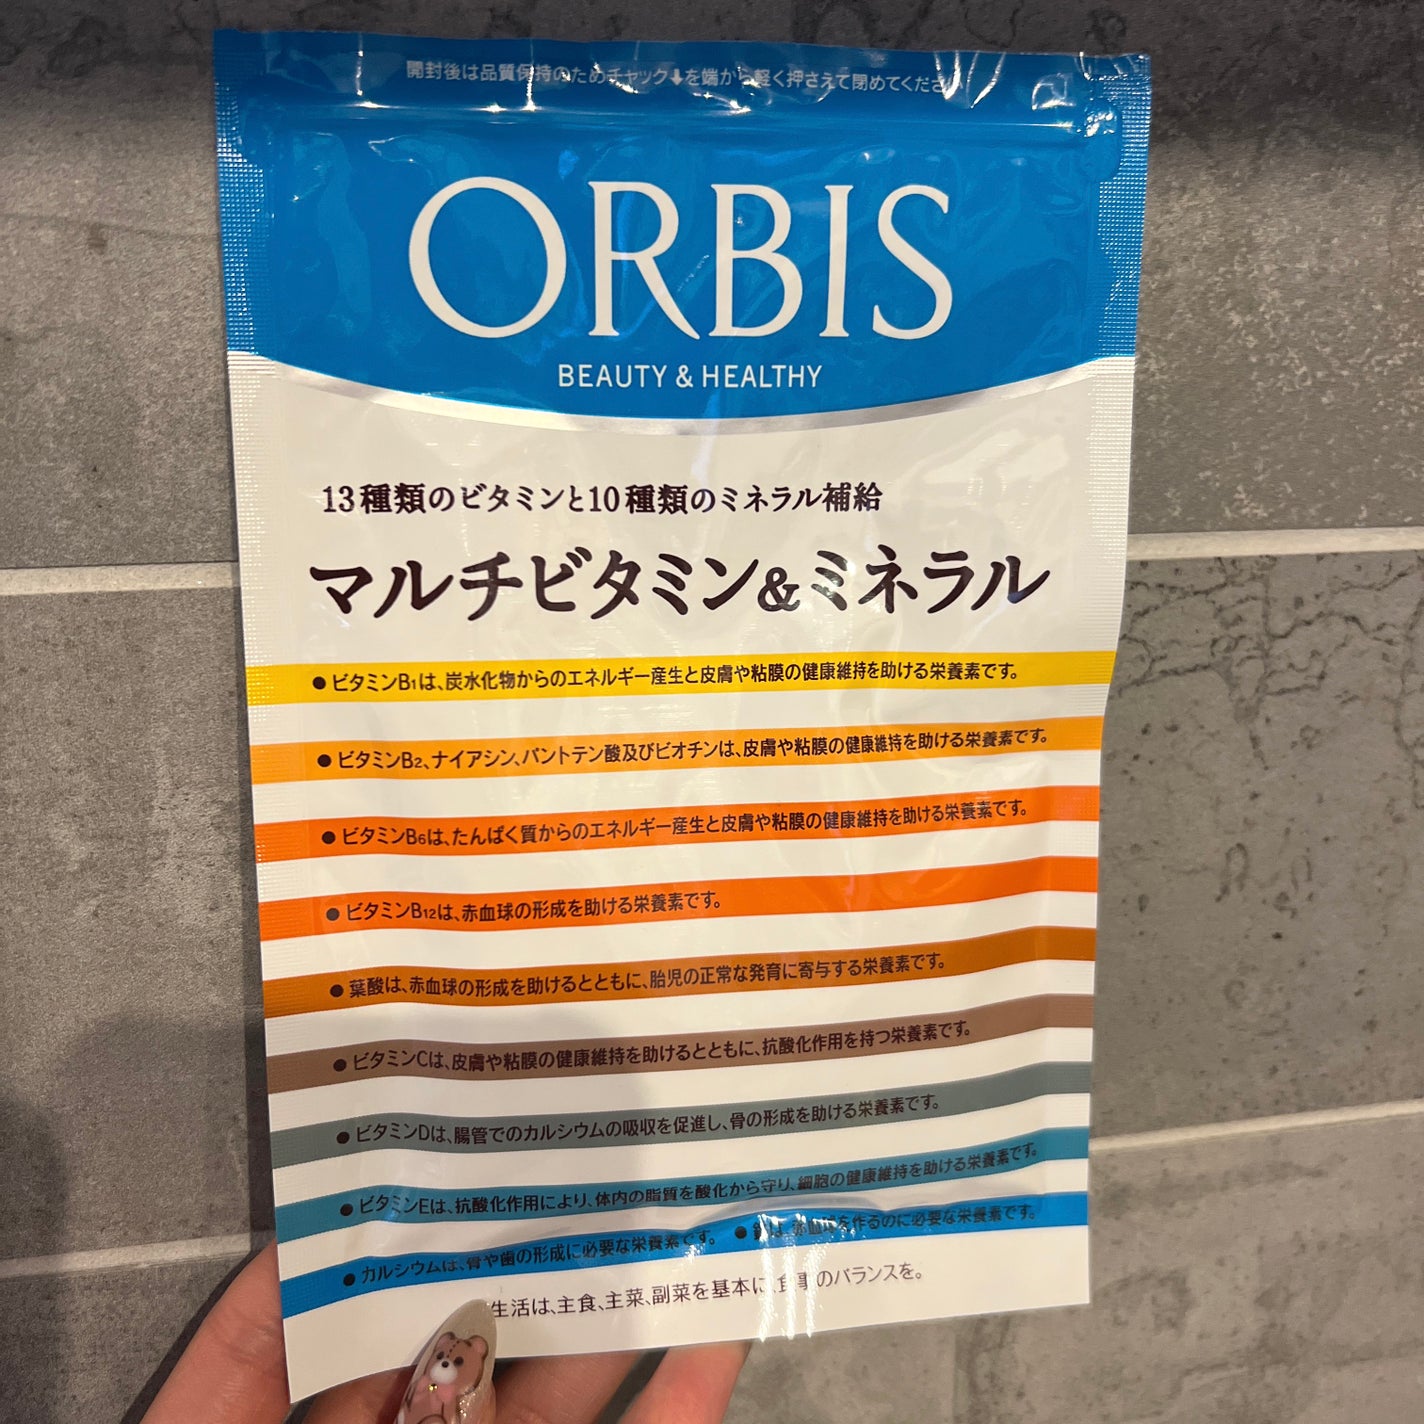 開封後は品質保持のためチャック⬇を端から軽く押さえて閉めてください
ORBIS
BEAUTY & HEALTHY
13種類のビタミンと10種類のミネラル補給
マルチビタミン&ミネラル
●ビタミンB1は、炭水化物からのエネルギー産生と皮膚や粘膜の健康維持を助ける栄養素です。
●ビタミンB2、ナイアシン、パントテン酸及びビオチンは、皮膚や粘膜の健康維持を助ける栄養素です。
●ビタミンB6は、たんぱく質からのエネルギー産生と皮膚や粘膜の健康維持を助ける栄養素です。
●ビタミンB12は、赤血球の形成を助ける栄養素です。
●葉酸は、赤血球の形成を助けるとともに、胎児の正常な発育に寄与する栄養素です。
●ビタミンCは、皮膚や粘膜の健康維持を助けるとともに、抗酸化作用を持つ栄養素です。
●ビタミンDは、腸管でのカルシウムの吸収を促進し、骨の形成を助ける栄養素です。
●ビタミンEは、抗酸化作用により、体内の脂質を酸化から守り、細胞の健康維持を助ける栄養素です。
●カルシウムは、骨や歯の形成に必要な栄養素です。 ●鉄は、赤血球を作るのに必要な栄養素です。
生活は、主食、主菜、副菜を基本に、食事のバランスを。